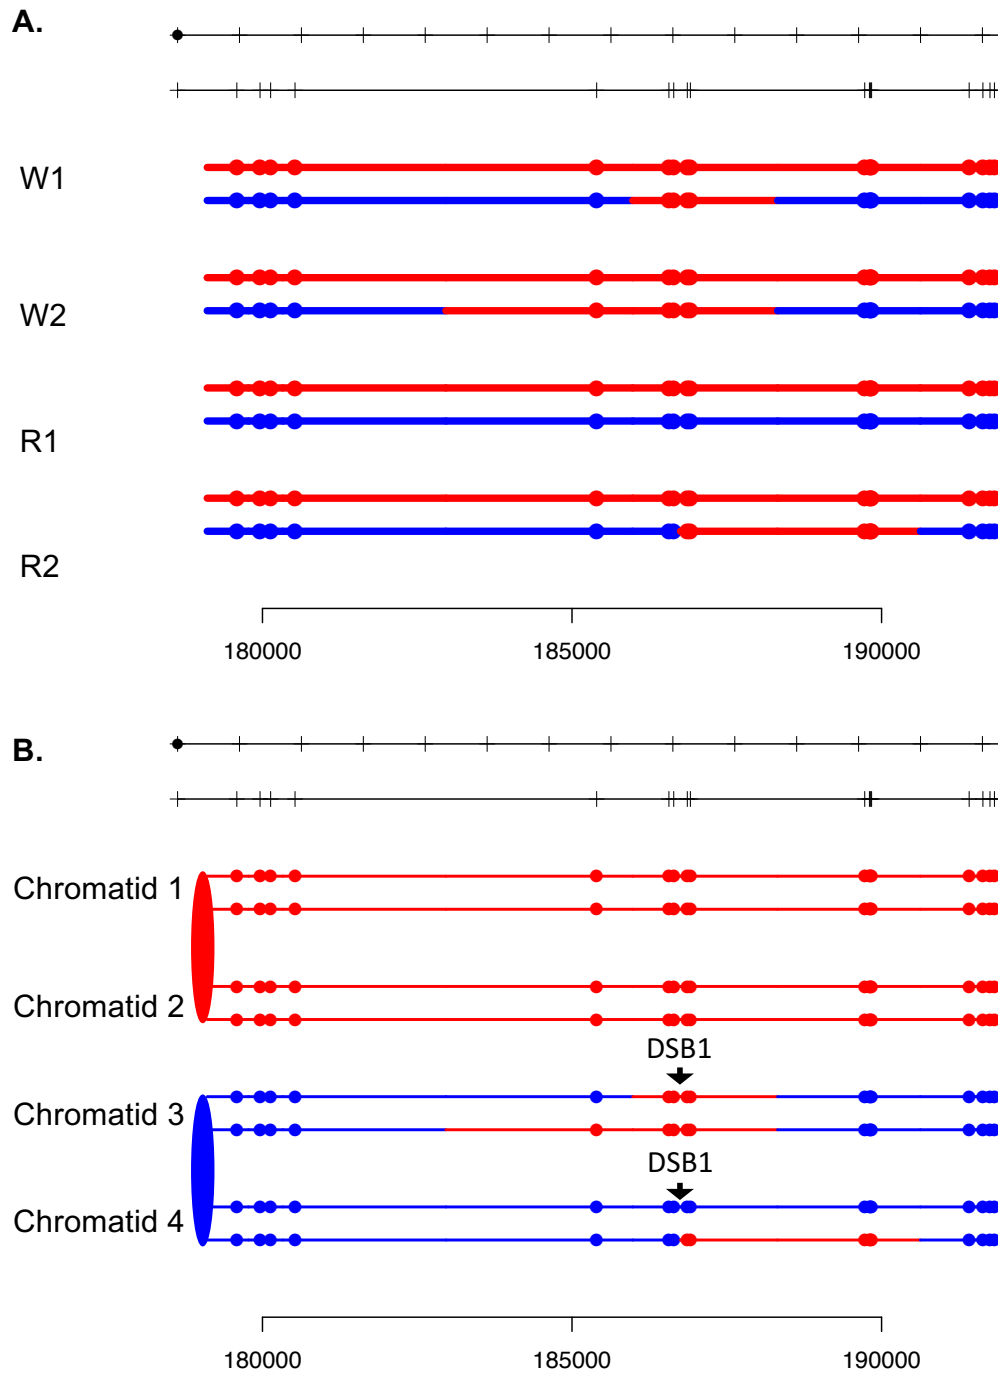 A.
W1
W2
R1
R2
180000 185000 190000
B.
Chromatid 1
Chromatid 2
DSB1
Chromatid 3
DSB1
Chromatid 4
180000 185000 190000